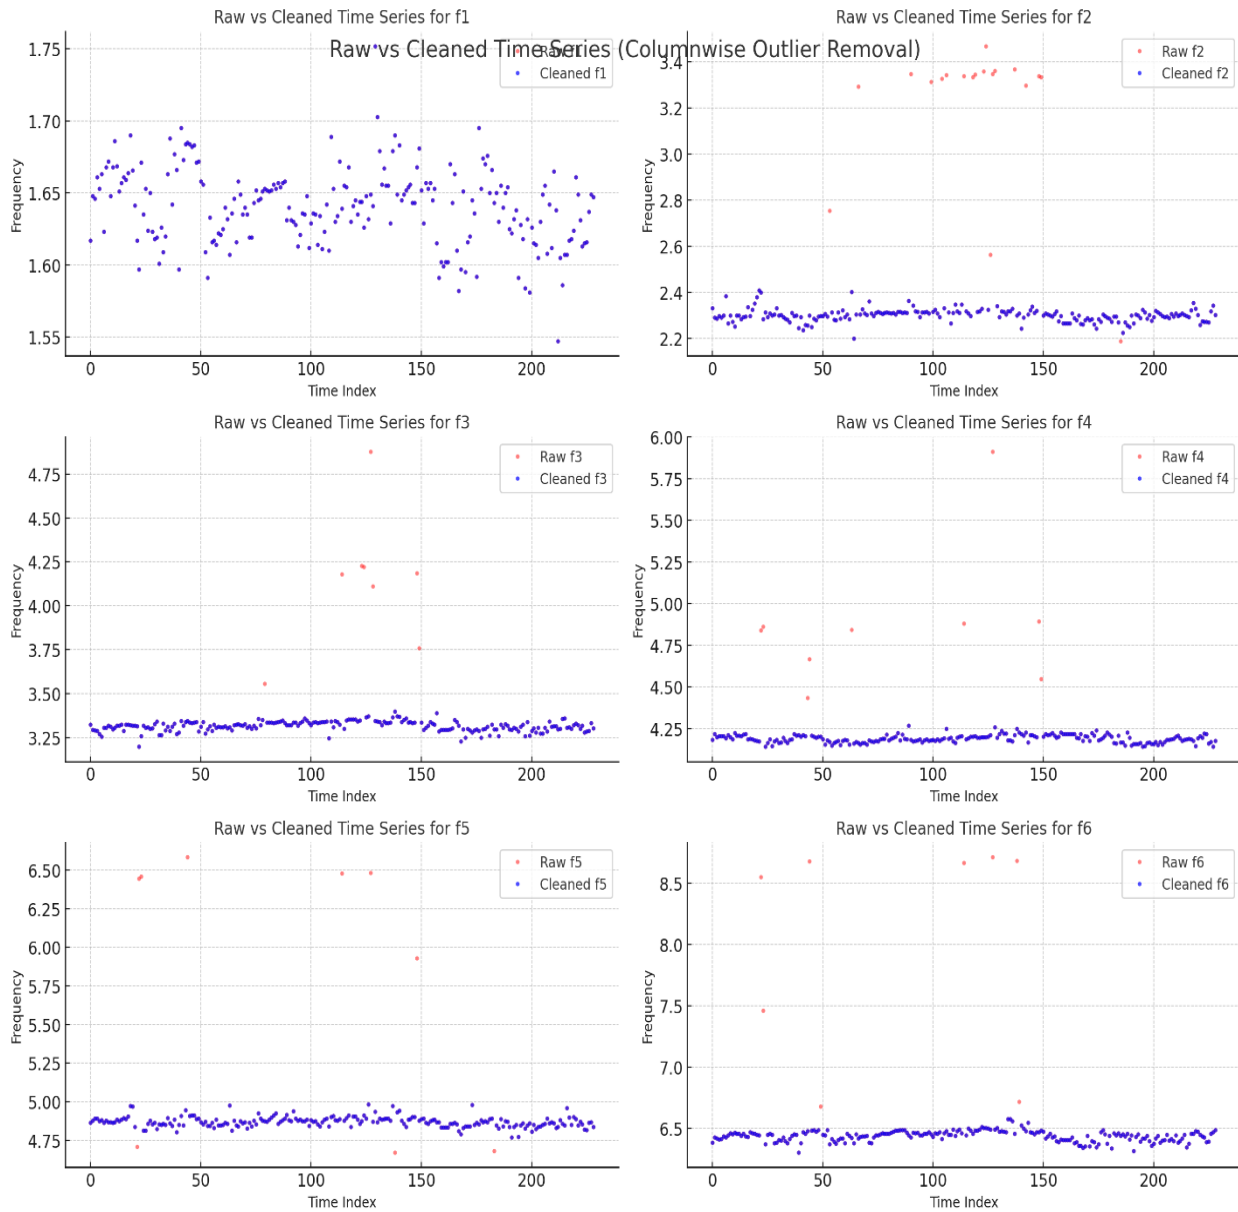 Raw vs Cleaned Time Series (Columnwise Outlier Removal)
Raw vs Cleaned Time Series for f1
Frequency
1.75
1.70
1.65
1.60
1.55
0 50 100 150 200
Time Index
Raw f1
Cleaned f1
Raw vs Cleaned Time Series for f2
Frequency
3.4
3.2
3.0
2.8
2.6
2.4
2.2
0 50 100 150 200
Time Index
Raw f2
Cleaned f2
Raw vs Cleaned Time Series for f3
Frequency
4.75
4.50
4.25
4.00
3.75
3.50
3.25
0 50 100 150 200
Time Index
Raw f3
Cleaned f3
Raw vs Cleaned Time Series for f4
Frequency
6.00
5.75
5.50
5.25
5.00
4.75
4.50
4.25
0 50 100 150 200
Time Index
Raw f4
Cleaned f4
Raw vs Cleaned Time Series for f5
Frequency
6.50
6.25
6.00
5.75
5.50
5.25
5.00
4.75
0 50 100 150 200
Time Index
Raw f5
Cleaned f5
Raw vs Cleaned Time Series for f6
Frequency
8.5
8.0
7.5
7.0
6.5
0 50 100 150 200
Time Index
Raw f6
Cleaned f6